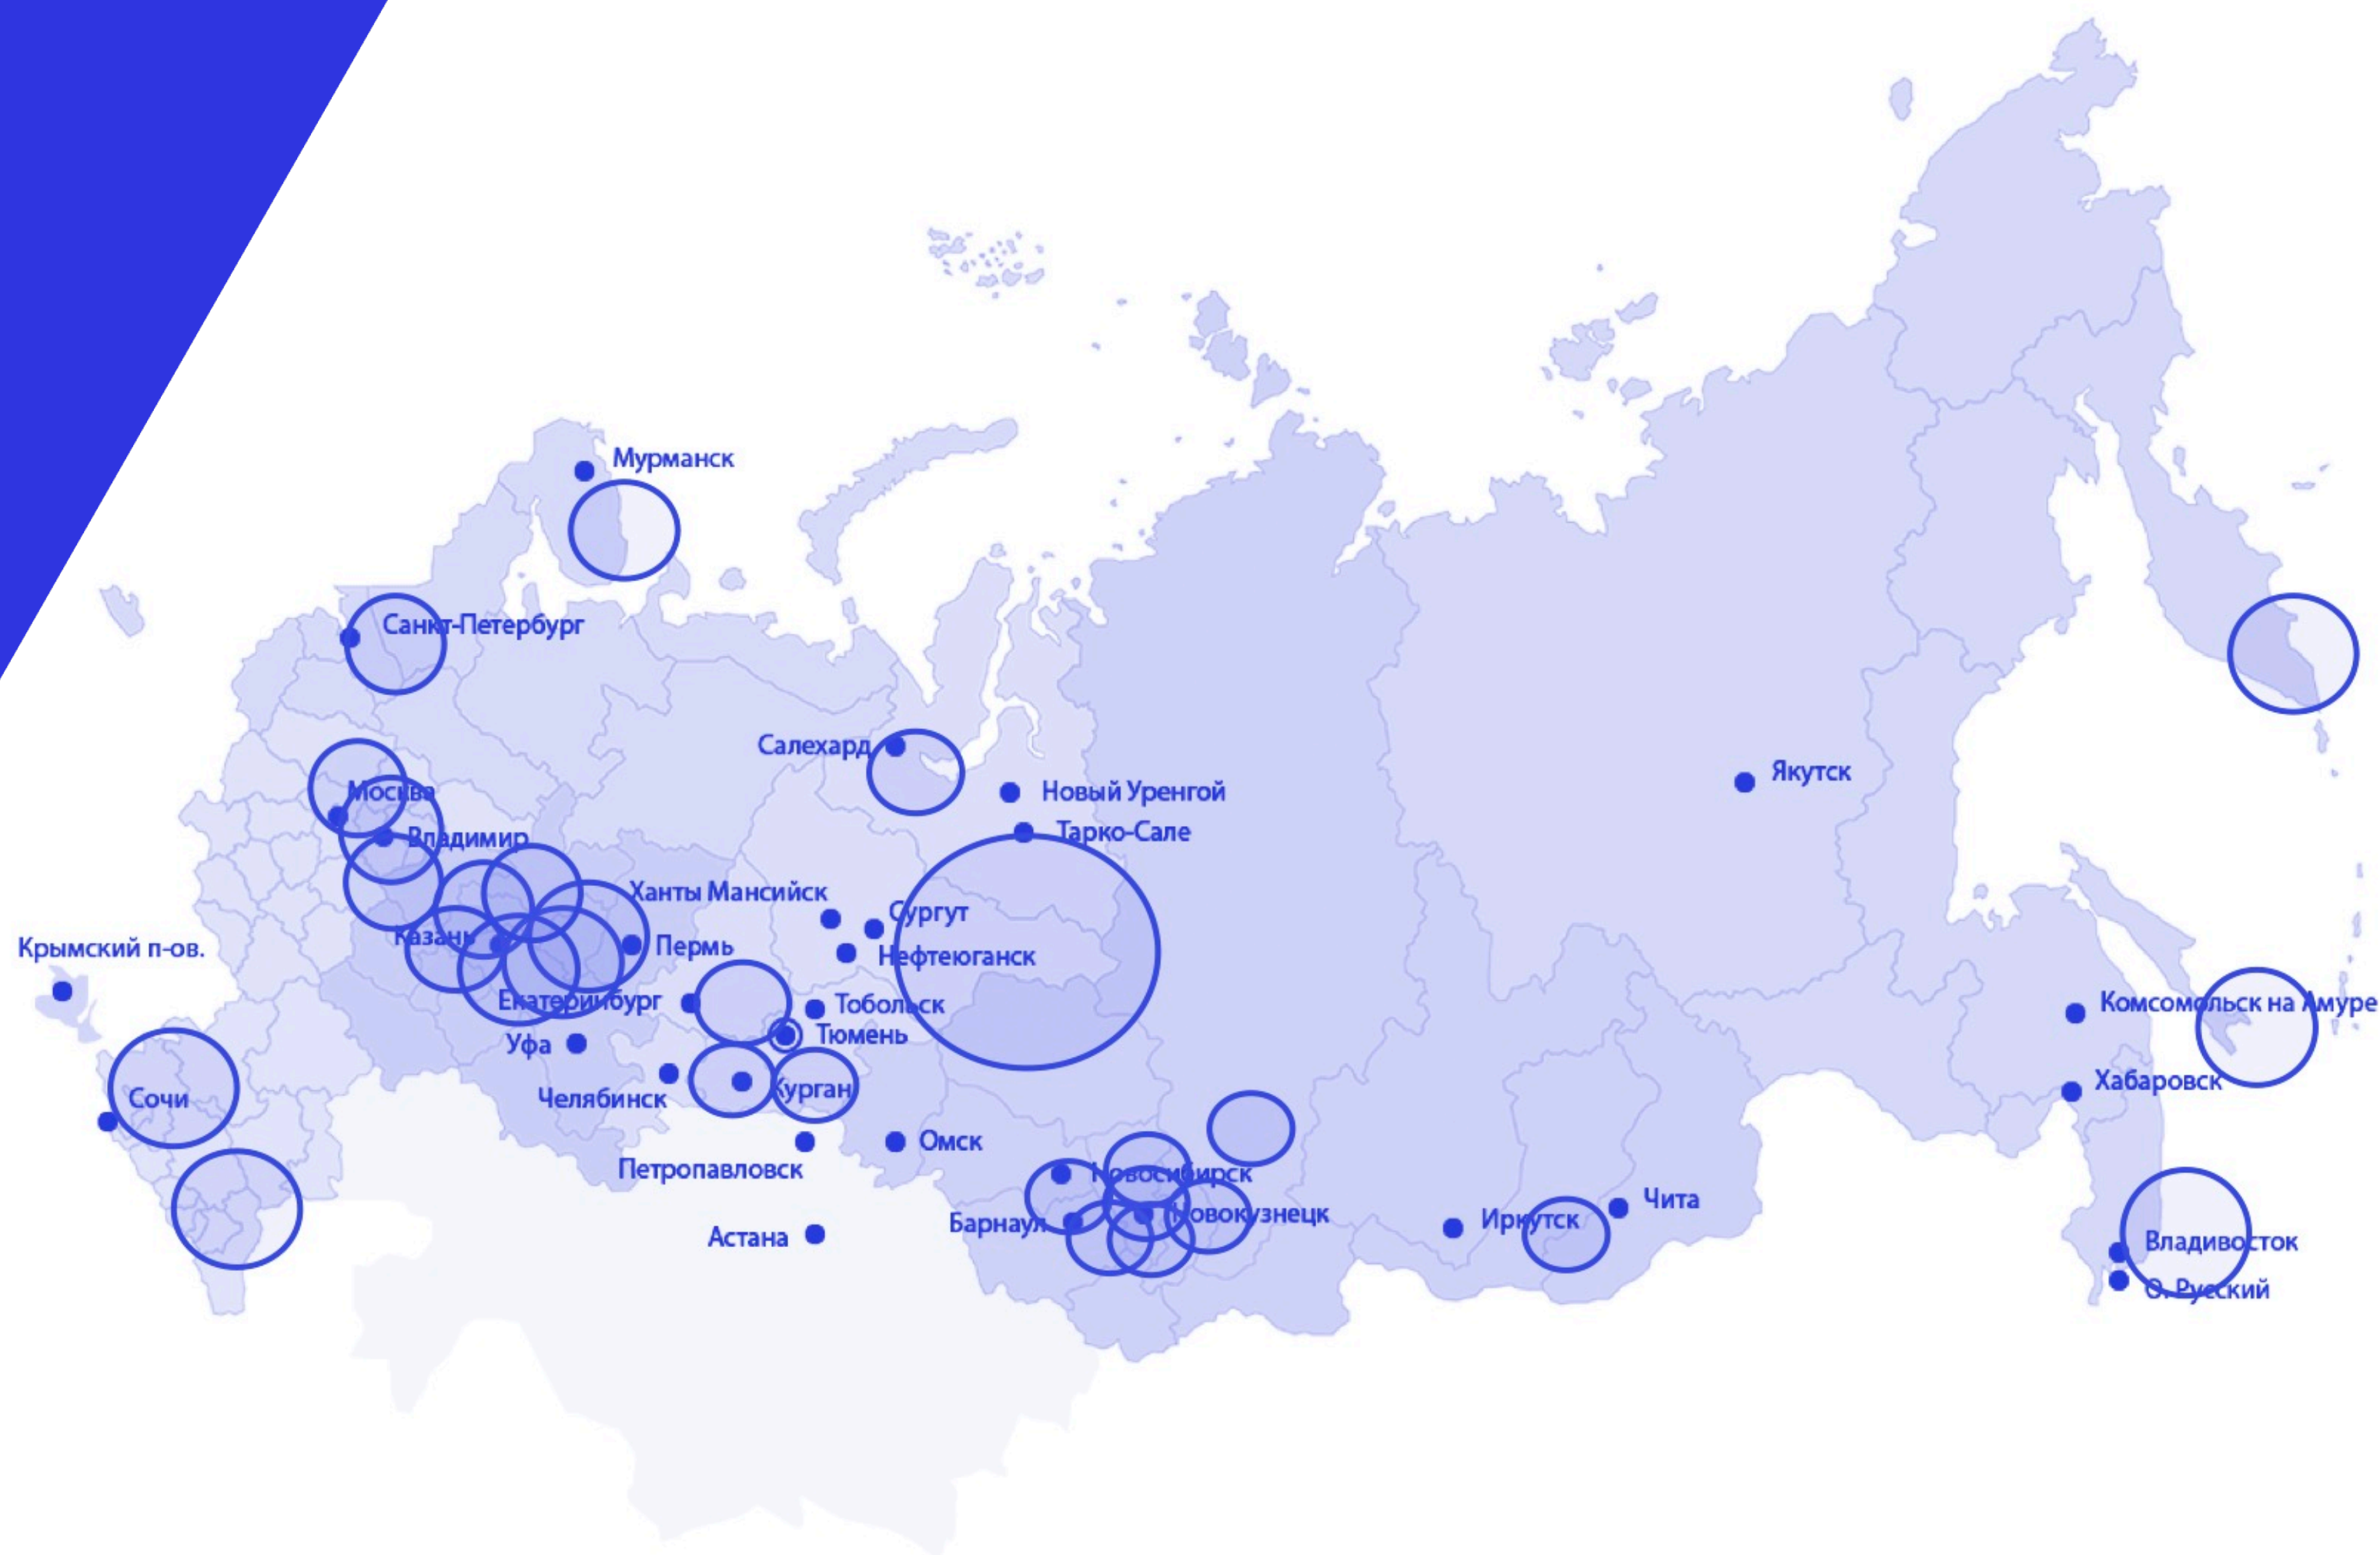 Мурманск
Санкт-Петербург
Салехард
Якутск
Москва
Новый Уренгой
Тарко-Сале
Владимир
Ханты Мансийск
Сургут
Казань
Пермь
Крымский п-ов.
Нефтеюганск
Екатеринбург
Тобольск
Комсомольск на Амуре
Тюмень
Уфа
Хабаровск
Курган
Челябинск
Сочи
Омск
Петропавловск
Новосибирск
Чита
Новокузнецк
Иркутск
Барнаул
Астана
Владивосток
О. Русский